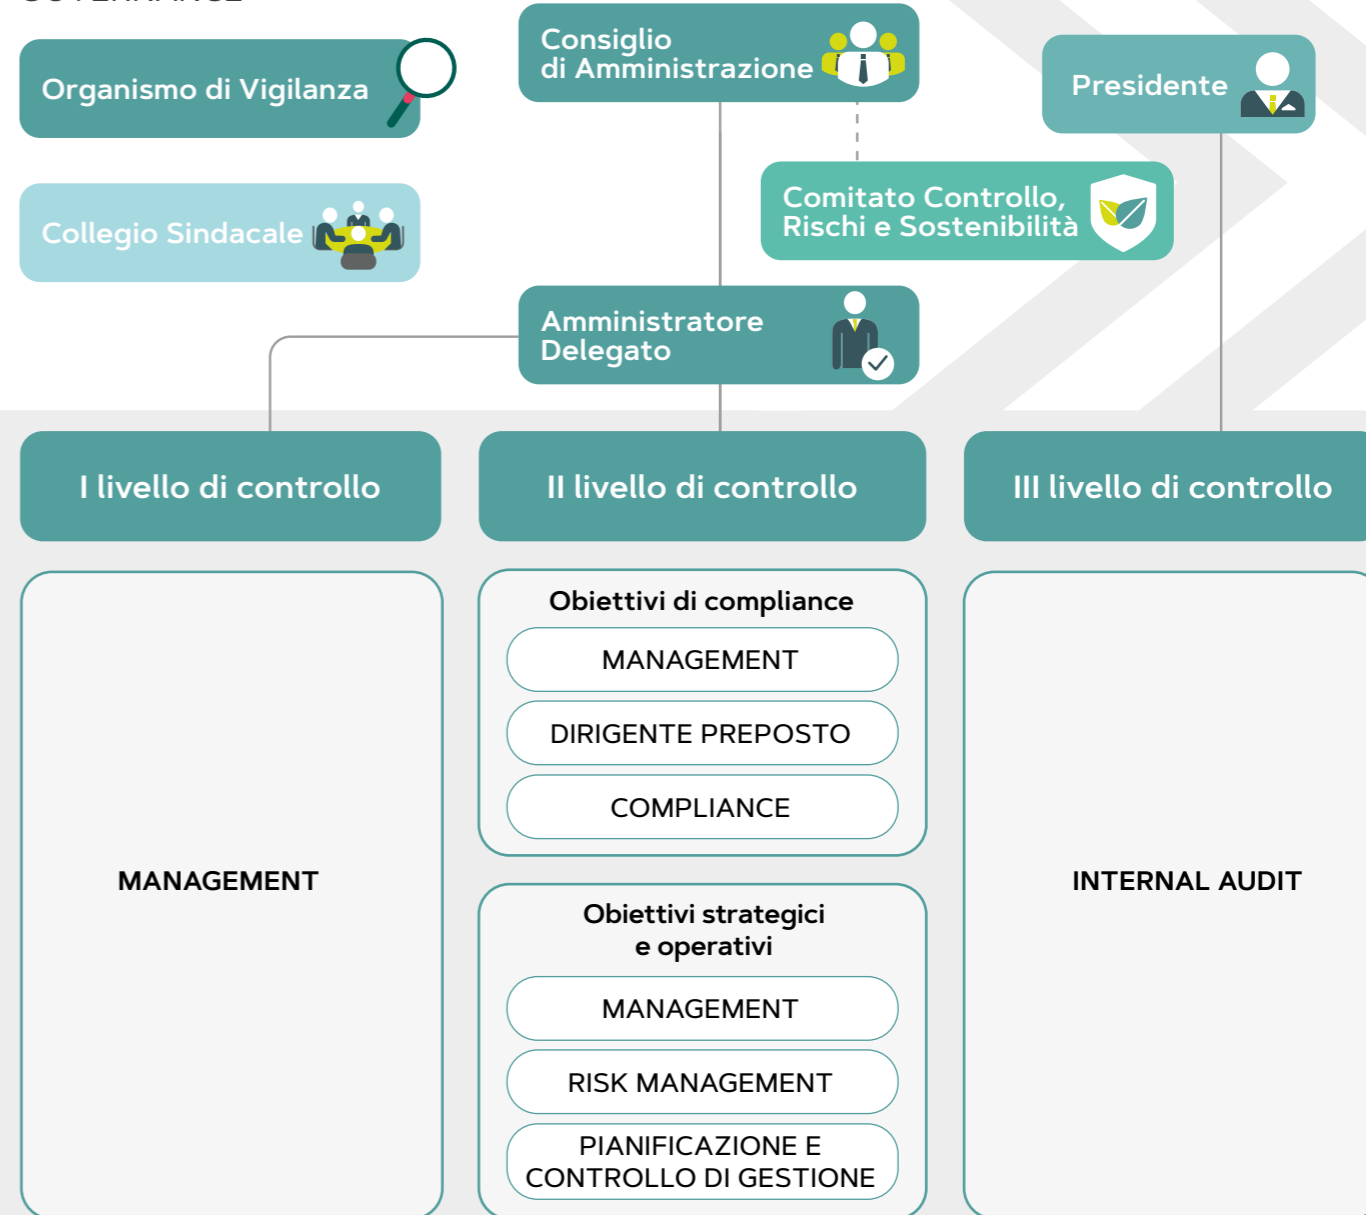 Organismo di Vigilanza
Consiglio
di Amministrazione
Presidente
Collegio Sindacale
Comitato Controllo,
Rischi e Sostenibilità
Amministratore
Delegato
I livello di controllo
II livello di controllo
III livello di controllo
MANAGEMENT
Obiettivi di compliance
MANAGEMENT
DIRIGENTE PREPOSTO
COMPLIANCE
Obiettivi strategici
e operativi
MANAGEMENT
RISK MANAGEMENT
PIANIFICAZIONE E
CONTROLLO DI GESTIONE
INTERNAL AUDIT